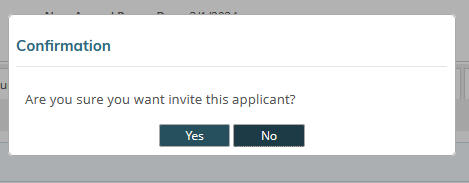 Confirmation
u
Are you sure you want invite this applicant?
Yes
No